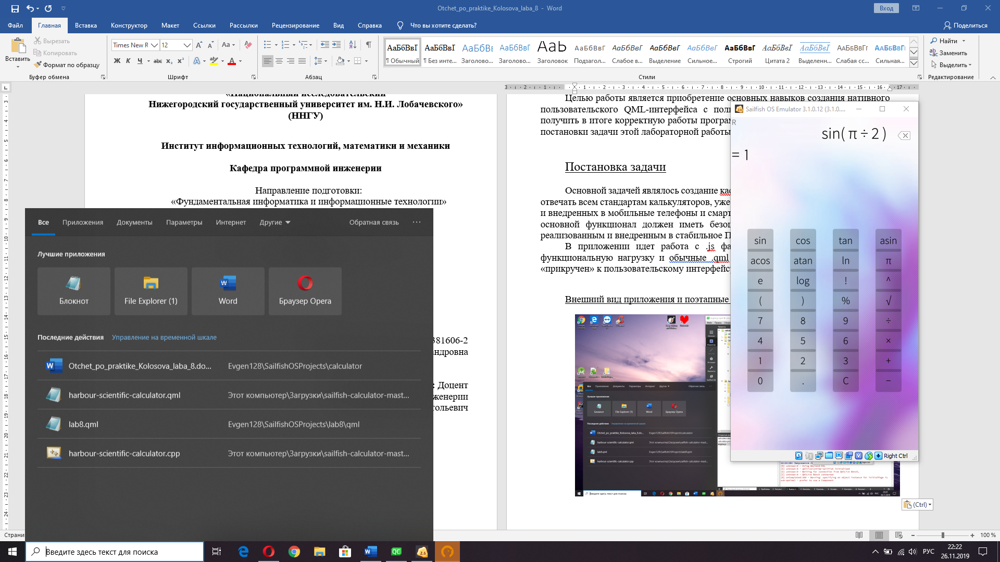 Otchet_po_praktike_Kolosova_laba_8 - Word
Вход
Файл Главная Вставка Конструктор Макет Ссылки Рассылки Рецензирование Вид Справка Что вы хотите сделать? Поделиться
Вставить
Вырезать
Копировать
Формат по образцу
Буфер обмена
Times New R 12
Ж К Ч abc x₂ x²
Шрифт
Абзац
АаБбВвІ АаБбВвІ АаБбВв АаБбВвГ АаЬ АаБбВвГ АаБбВвГ АаБбВвГ АаБбВвГ АаБбВвГ АаБбВвІ АаБбВвІ
¶ Обычный ¶ Без инте... Заголово... Заголово... Заголовок Подзагол... Слабое в... Выделение Сильное... Строгий Цитата 2 Выделенн... Слабая сс... Сильная...
Стили
Найти
Заменить
Выделить
Редактирование
«Национальный исследовательский
Нижегородский государственный университет им. Н.И. Лобачевского»
(ННГУ)
Институт информационных технологий, математики и механики
Кафедра программной инженерии
Направление подготовки:
«Фундаментальная информатика и информационные технологии»
381606-2
андровна
: Доцент
женерии
тольевич
Целью работы является приобретение основных навыков создания нативного
пользовательского QML-интерфейса с пол
получить в итоге корректную работы програм
постановки задачи этой лабораторной работы
Постановка задачи
Основной задачей являлось создание ка
отвечать всем стандартам калькуляторов, уже
и внедренных в мобильные телефоны и смарт
основной функционал должен иметь безо
реализованным и внедренным в стабильное П
В приложении идет работа с .js фа
функциональную нагрузку и обычные .qml
«прикручен» к пользовательскому интерфейс
Внешний вид приложения и поэтапные
Sailfish OS Emulator 3.1.0.12 (3.1.0....
R
sin( π ÷ 2 )
= 1
sin cos tan asin
acos atan ln π
e log ! ^
( ) % √
7 8 9 ÷
4 5 6 ×
1 2 3 +
0 . C −
Right Ctrl
(Ctrl)
Все Приложения Документы Параметры Интернет Другие Обратная связь ...
Лучшие приложения
Блокнот File Explorer (1) Word Браузер Opera
Последние действия Управление на временной шкале
Otchet_po_praktike_Kolosova_laba_8.do... Evgen128\SailfishOSProjects\calculator
harbour-scientific-calculator.qml Этот компьютер\Загрузки\sailfish-calculator-mast...
lab8.qml Evgen128\SailfishOSProjects\lab8\qml
harbour-scientific-calculator.cpp Этот компьютер\Загрузки\sailfish-calculator-mast...
Страни
100 %
Введите здесь текст для поиска
РУС
22:22
26.11.2019